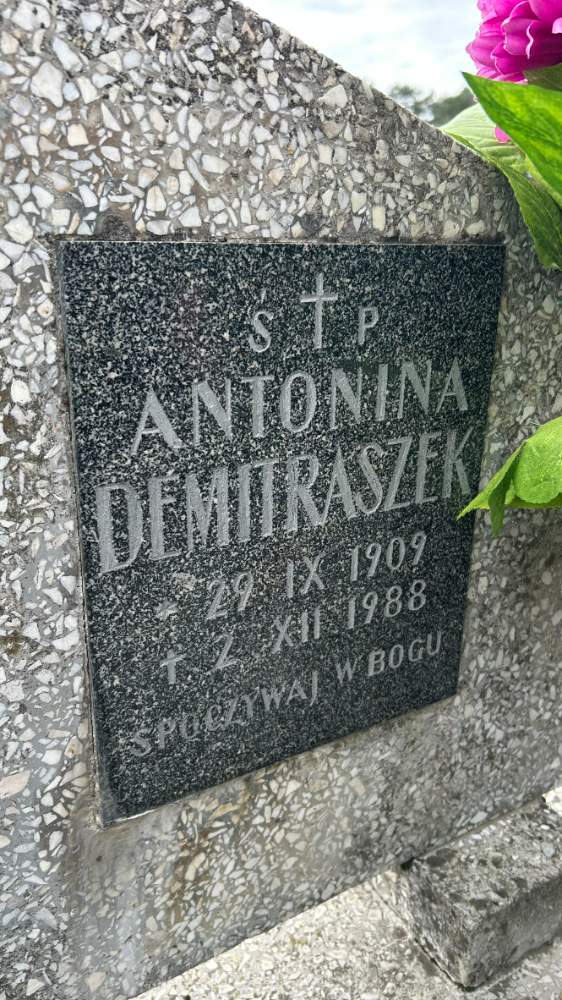 Ś † P
ANTONINA
DEMITRASZEK
* 29 IX 1909
† 2 XII 1988
SPOCZYWAJ W BOGU